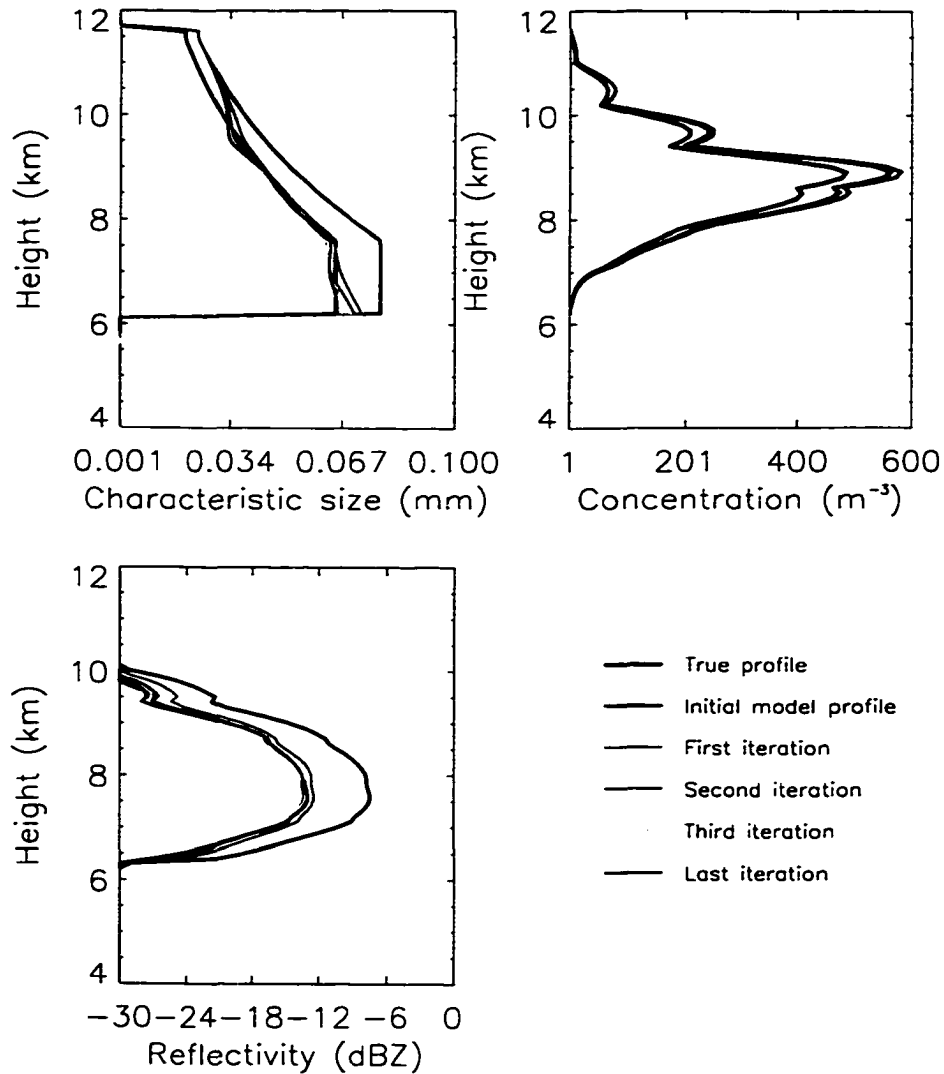 12
10
8
6
4
Height (km)
0.001 0.034 0.067 0.100
Characteristic size (mm)
12
10
8
6
4
Height (km)
1 201 400 600
Concentration (m⁻³)
12
10
8
6
4
Height (km)
−30−24−18−12 −6 0
Reflectivity (dBZ)
True profile
Initial model profile
First iteration
Second iteration
Third iteration
Last iteration